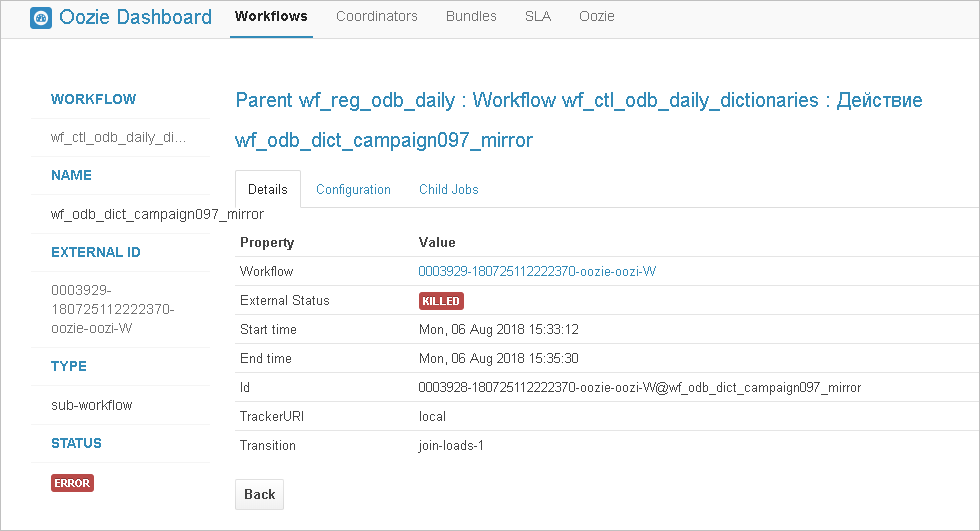 Oozie Dashboard Workflows Coordinators Bundles SLA Oozie
WORKFLOW
wf_ctl_odb_daily_di...
NAME
wf_odb_dict_campaign097_mirror
EXTERNAL ID
0003929-
180725112222370-
oozie-oozi-W
TYPE
sub-workflow
STATUS
ERROR
Parent wf_reg_odb_daily : Workflow wf_ctl_odb_daily_dictionaries : Действие
wf_odb_dict_campaign097_mirror
Details Configuration Child Jobs
Property Value
Workflow 0003929-180725112222370-oozie-oozi-W
External Status KILLED
Start time Mon, 06 Aug 2018 15:33:12
End time Mon, 06 Aug 2018 15:35:30
Id 0003928-180725112222370-oozie-oozi-W@wf_odb_dict_campaign097_mirror
TrackerURI local
Transition join-loads-1
Back